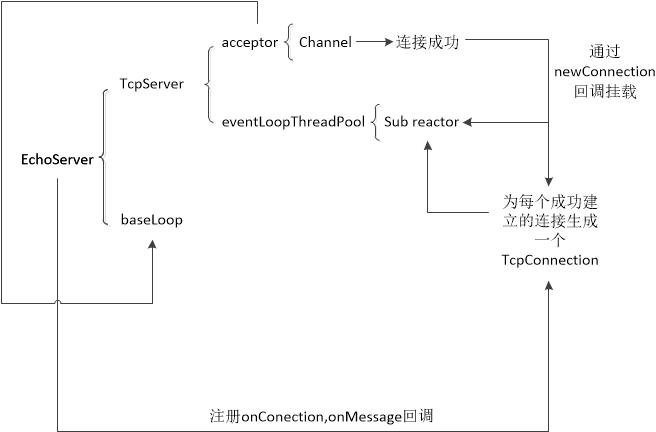 acceptor
Channel
连接成功
通过
newConnection
回调挂载
TcpServer
eventLoopThreadPool
Sub reactor
EchoServer
baseLoop
为每个成功建
立的连接生成
一个
TcpConnection
注册onConection,onMessage回调